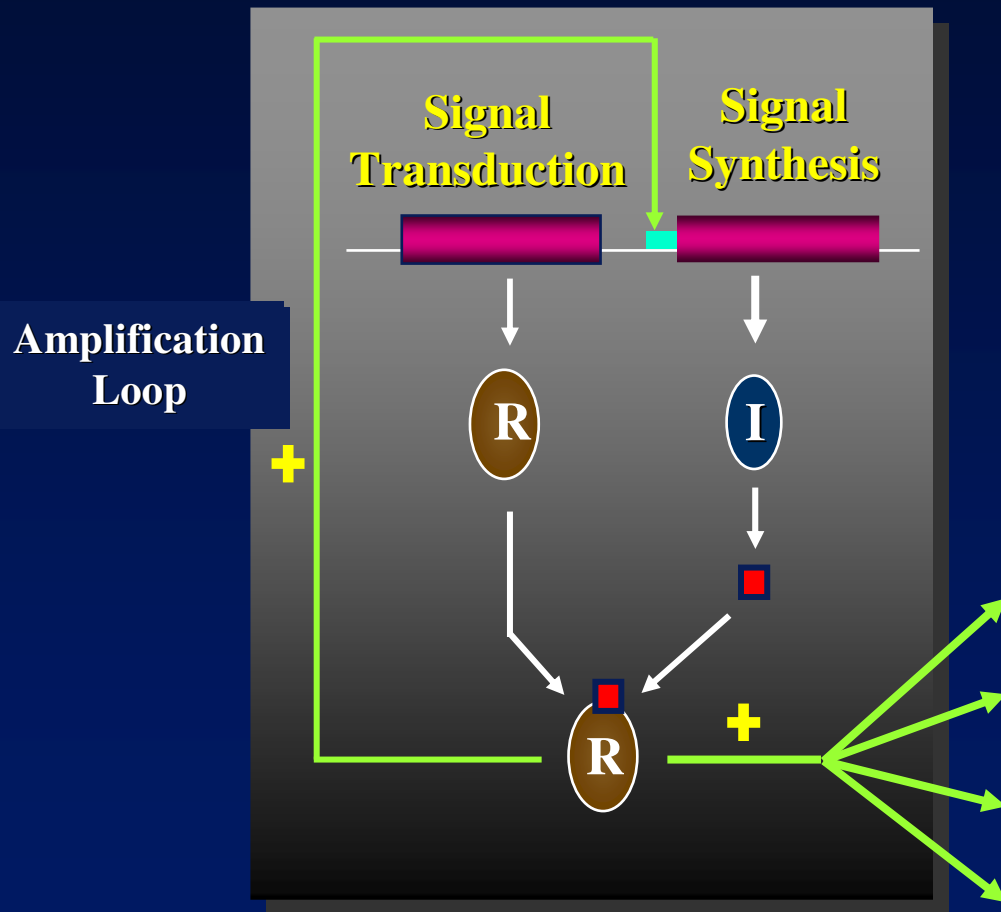 Signal
Transduction
Signal
Synthesis
Amplification
Loop
+
R
I
+
R